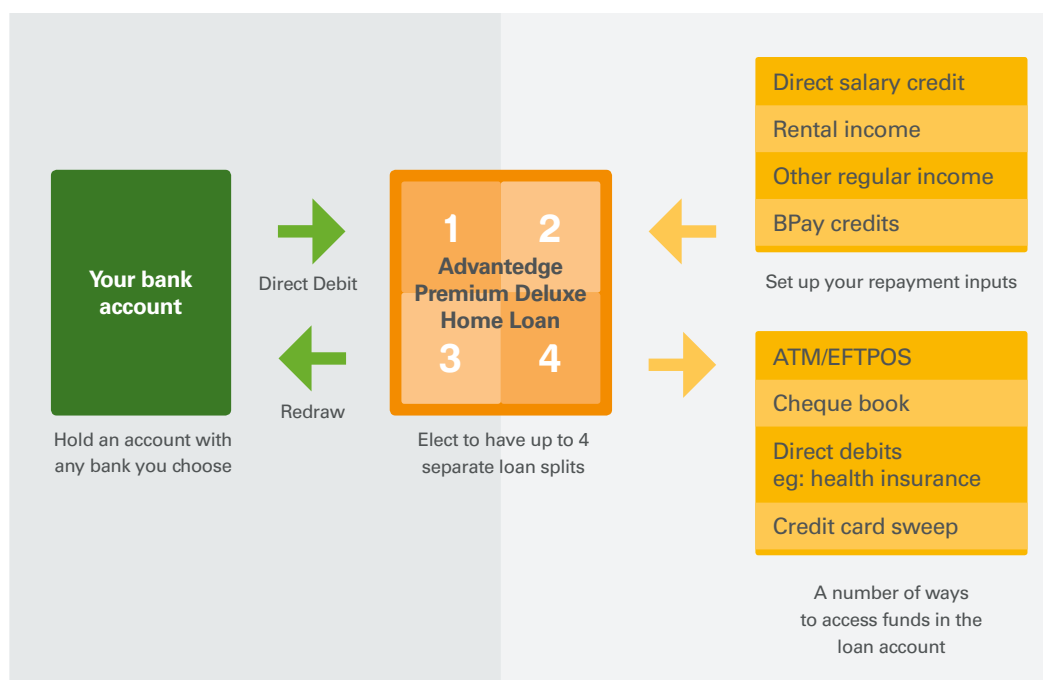 Your bank
account
Hold an account with
any bank you choose
Direct Debit
Redraw
1 2
Advantedge
Premium Deluxe
Home Loan
3 4
Elect to have up to 4
separate loan splits
Direct salary credit
Rental income
Other regular income
BPay credits
Set up your repayment inputs
ATM/EFTPOS
Cheque book
Direct debits
eg: health insurance
Credit card sweep
A number of ways
to access funds in the
loan account